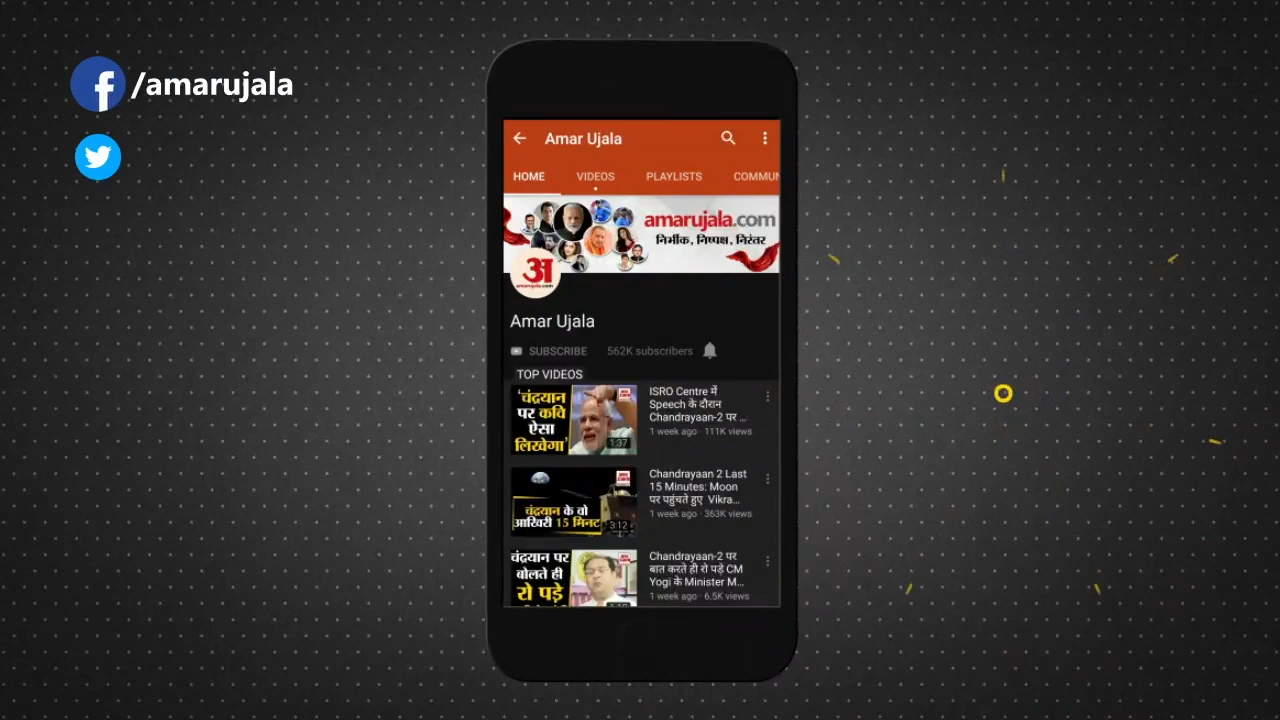 /amarujala
Amar Ujala
HOME VIDEOS PLAYLISTS COMMUN
amarujala.com
निर्भीक, निष्पक्ष, निरंतर
अ
amarujala.com
Amar Ujala
SUBSCRIBE 562K subscribers
TOP VIDEOS
'चंद्रयान
पर कवि
ऐसा
लिखेगा'
1:37
ISRO Centre में
Speech के दौरान
Chandrayaan-2 पर ...
1 week ago · 111K views
चंद्रयान के वो
आखिरी 15 मिनट
3:12
Chandrayaan 2 Last
15 Minutes: Moon
पर पहुंचते हुए Vikra...
1 week ago · 363K views
चंद्रयान पर
बोलते ही
रो पड़े
Chandrayaan-2 पर
बात करते ही रो पड़े CM
Yogi के Minister M...
1 week ago · 6.5K views